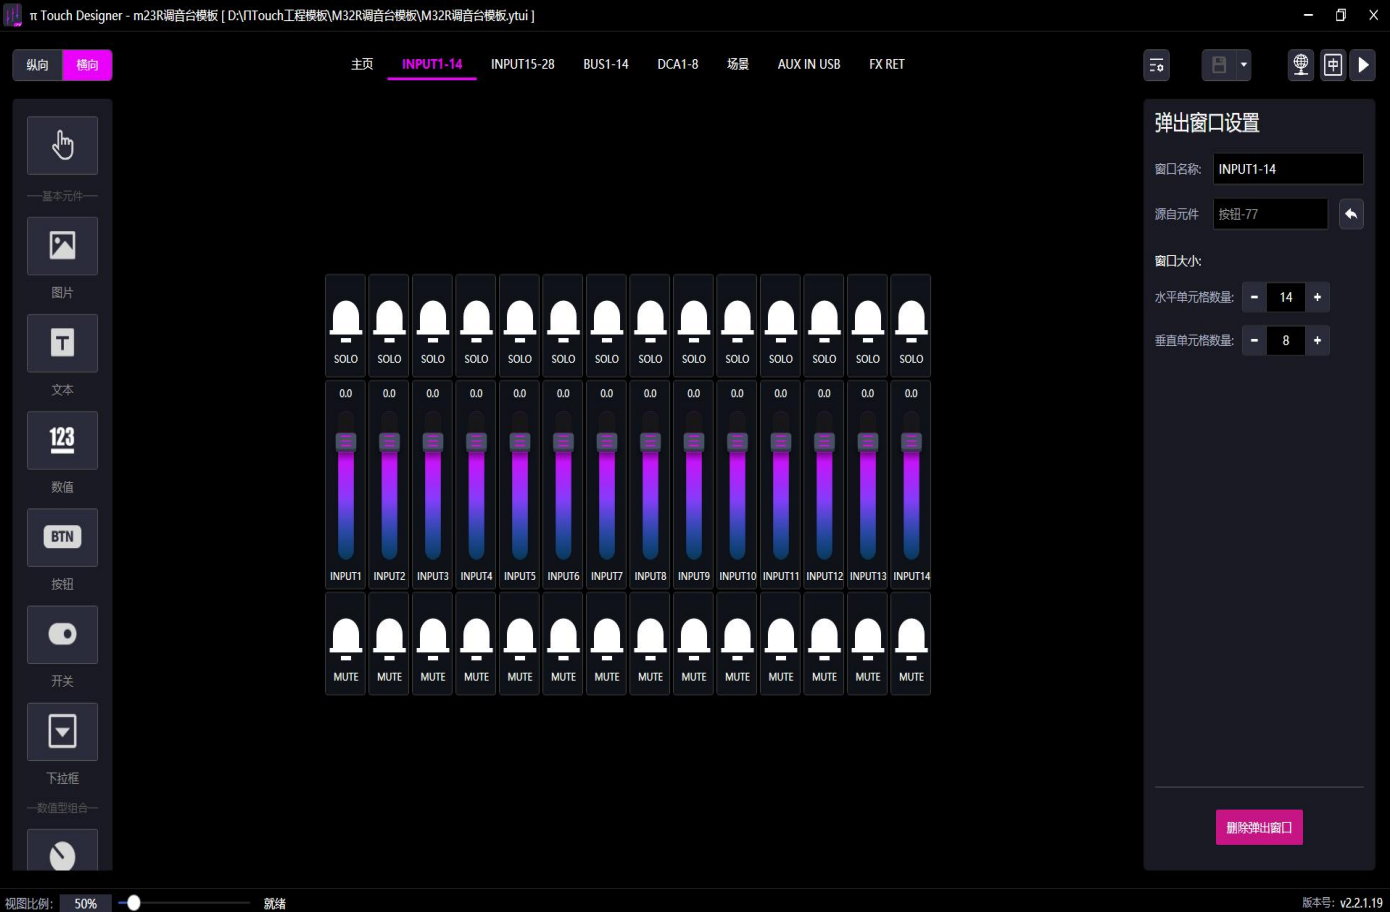 π Touch Designer - m23R调音台模板 [ D:\ΠTouch工程模板\M32R调音台模板\M32R调音台模板.ytui ]
纵向 横向 主页 INPUT1-14 INPUT15-28 BUS1-14 DCA1-8 场景 AUX IN USB FX RET 中
基本元件
图片
T
文本
123
数值
BTN
按钮
开关
下拉框
数值型组合
SOLO SOLO SOLO SOLO SOLO SOLO SOLO SOLO SOLO SOLO SOLO SOLO SOLO SOLO
0.0 0.0 0.0 0.0 0.0 0.0 0.0 0.0 0.0 0.0 0.0 0.0 0.0 0.0
INPUT1 INPUT2 INPUT3 INPUT4 INPUT5 INPUT6 INPUT7 INPUT8 INPUT9 INPUT10 INPUT11 INPUT12 INPUT13 INPUT14
MUTE MUTE MUTE MUTE MUTE MUTE MUTE MUTE MUTE MUTE MUTE MUTE MUTE MUTE
弹出窗口设置
窗口名称: INPUT1-14
源自元件 按钮-77
窗口大小:
水平单元格数量: - 14 +
垂直单元格数量: - 8 +
删除弹出窗口
视图比例: 50% 就绪 版本号: v2.2.1.19